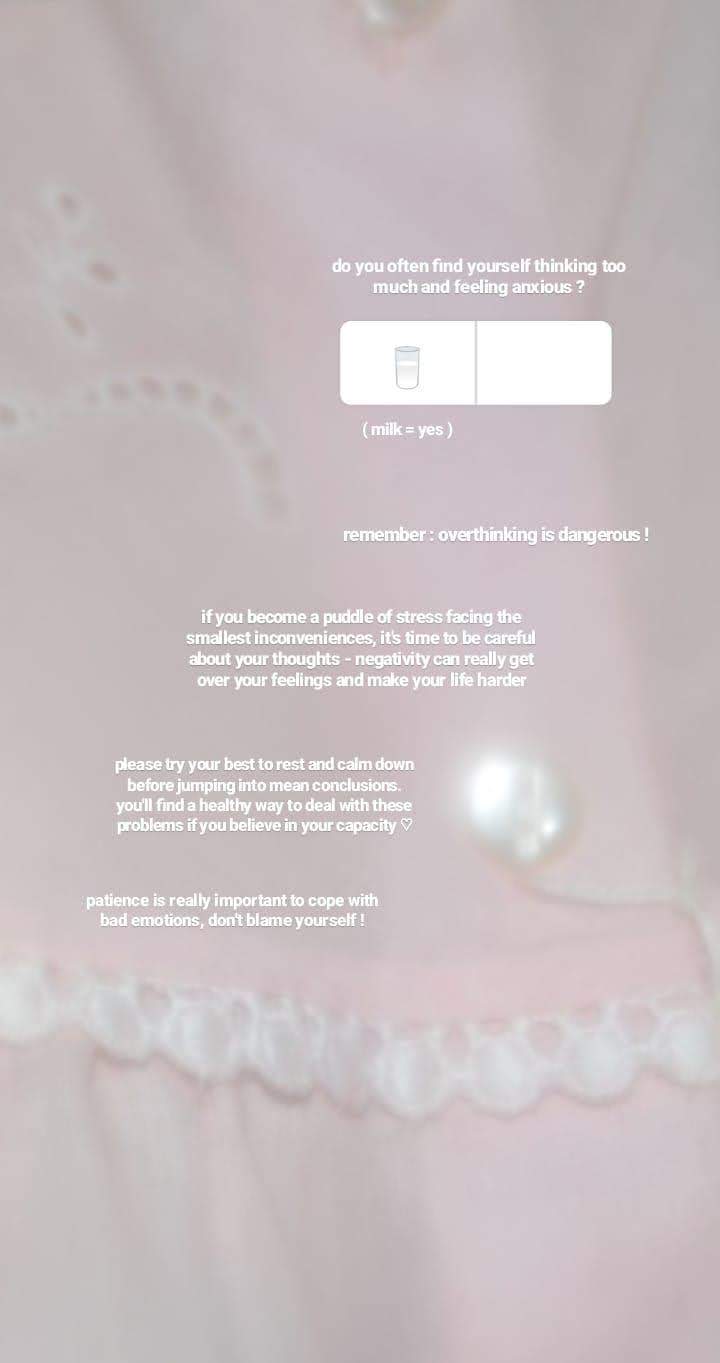 do you often find yourself thinking too
much and feeling anxious ?
( milk = yes )
remember : overthinking is dangerous !
if you become a puddle of stress facing the
smallest inconveniences, it's time to be careful
about your thoughts - negativity can really get
over your feelings and make your life harder
please try your best to rest and calm down
before jumping into mean conclusions.
you'll find a healthy way to deal with these
problems if you believe in your capacity ♡
patience is really important to cope with
bad emotions, don't blame yourself !